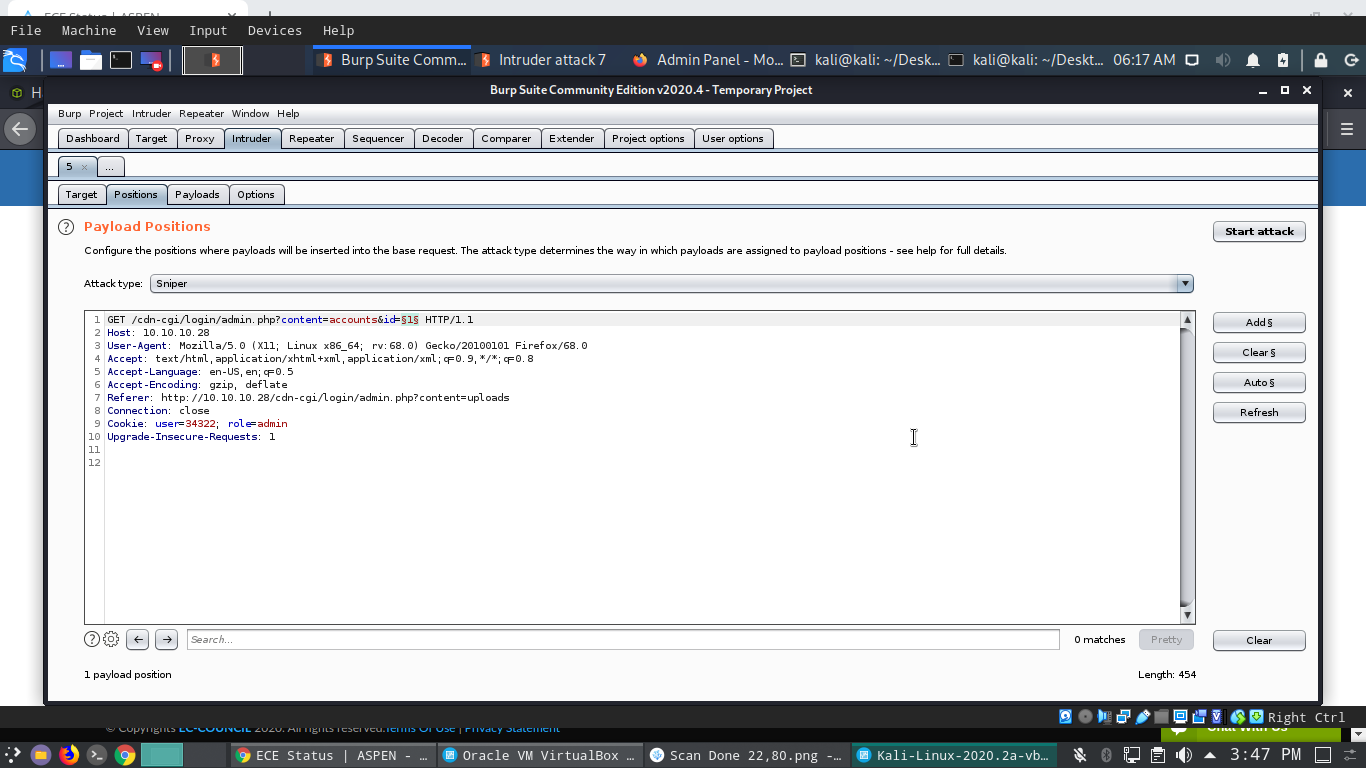 ECE Status | ASPEN
File Machine View Input Devices Help
Burp Suite Comm... Intruder attack 7 Admin Panel - Mo... kali@kali: ~/Desk... kali@kali: ~/Deskt... 06:17 AM
H
Burp Suite Community Edition v2020.4 - Temporary Project
Burp Project Intruder Repeater Window Help
Dashboard Target Proxy Intruder Repeater Sequencer Decoder Comparer Extender Project options User options
5 × ...
Target Positions Payloads Options
? Payload Positions
Start attack
Configure the positions where payloads will be inserted into the base request. The attack type determines the way in which payloads are assigned to payload positions - see help for full details.
Attack type: Sniper
1 GET /cdn-cgi/login/admin.php?content=accounts&id=§1§ HTTP/1.1
2 Host: 10.10.10.28
3 User-Agent: Mozilla/5.0 (X11; Linux x86_64; rv:68.0) Gecko/20100101 Firefox/68.0
4 Accept: text/html,application/xhtml+xml,application/xml;q=0.9,*/*;q=0.8
5 Accept-Language: en-US,en;q=0.5
6 Accept-Encoding: gzip, deflate
7 Referer: http://10.10.10.28/cdn-cgi/login/admin.php?content=uploads
8 Connection: close
9 Cookie: user=34322; role=admin
10 Upgrade-Insecure-Requests: 1
11
12
Add §
Clear §
Auto §
Refresh
? Search... 0 matches Pretty Clear
1 payload position Length: 454
Right Ctrl
© Copyrights EC-COUNCIL 2020. All rights reserved. Terms Of Use | Privacy Statement
Chat With Us
ECE Status | ASPEN - ... Oracle VM VirtualBox ... Scan Done 22,80.png -... Kali-Linux-2020.2a-vb... 3:47 PM